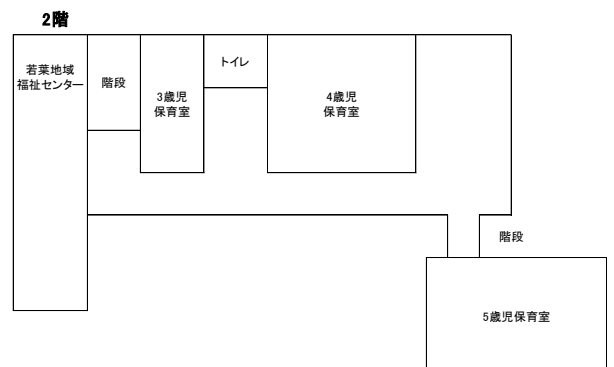 2階
若葉地域
福祉センター
階段
3歳児
保育室
トイレ
4歳児
保育室
階段
5歳児保育室